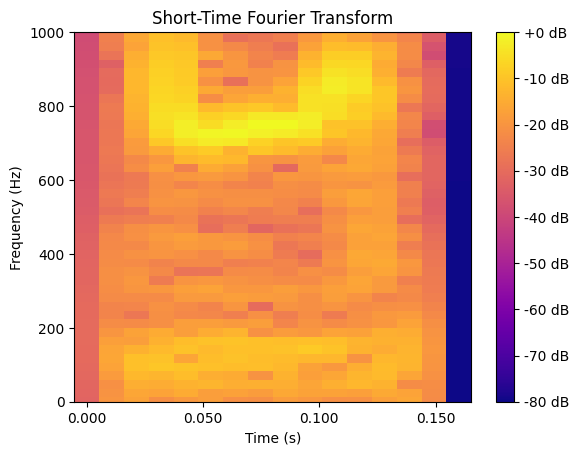 Short-Time Fourier Transform
1000
800
600
400
200
0
Frequency (Hz)
0.000
0.050
0.100
0.150
Time (s)
+0 dB
-10 dB
-20 dB
-30 dB
-40 dB
-50 dB
-60 dB
-70 dB
-80 dB